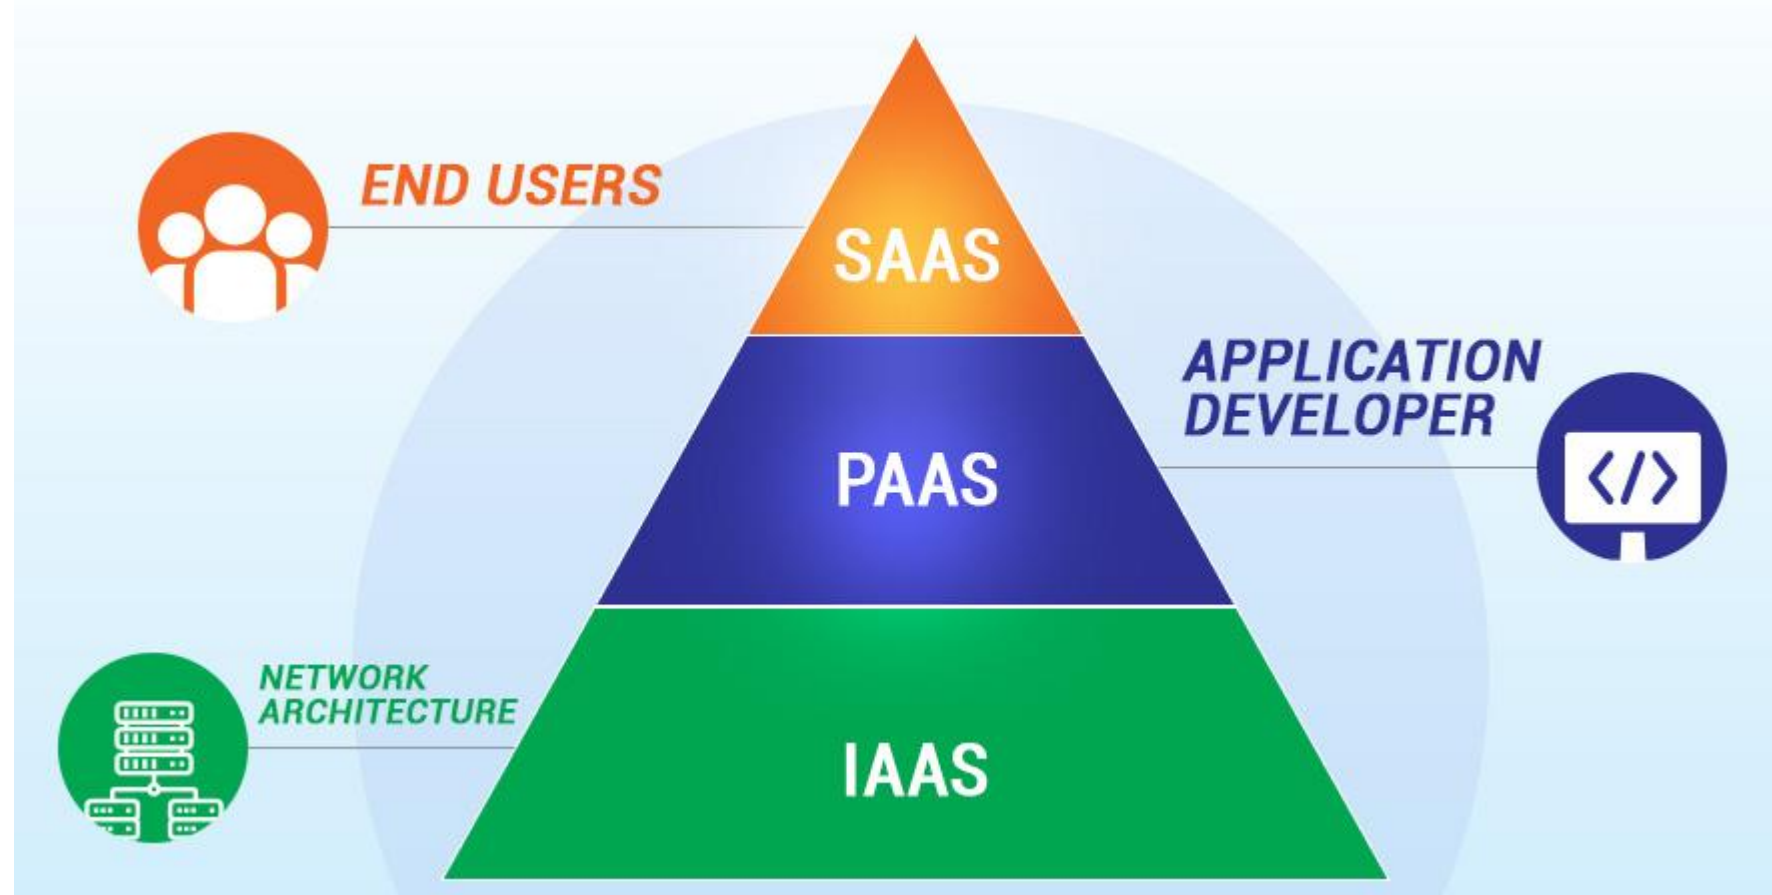 END USERS
SAAS
APPLICATION
DEVELOPER
PAAS
NETWORK
ARCHITECTURE
IAAS